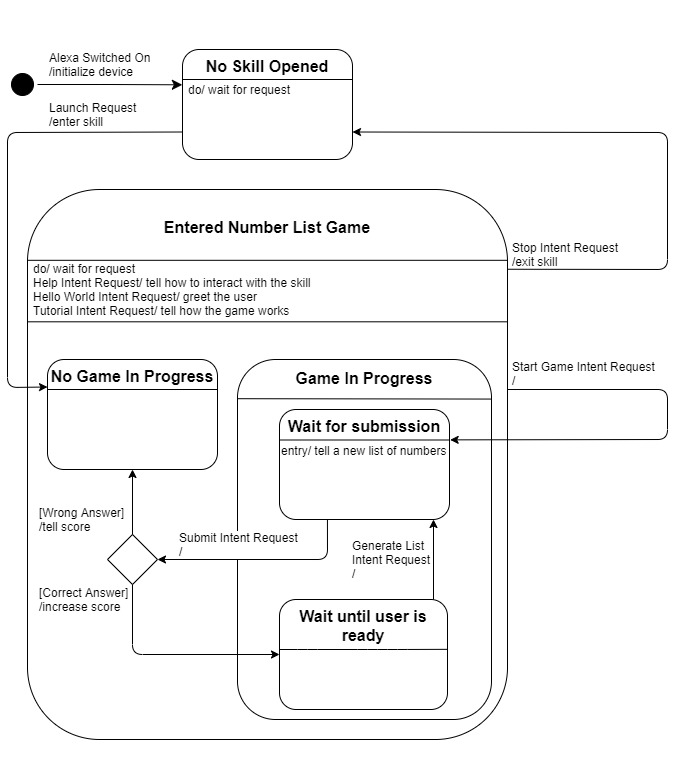 Alexa Switched On
/initialize device
No Skill Opened
do/ wait for request
Launch Request
/enter skill
Entered Number List Game
Stop Intent Request
/exit skill
do/ wait for request
Help Intent Request/ tell how to interact with the skill
Hello World Intent Request/ greet the user
Tutorial Intent Request/ tell how the game works
Start Game Intent Request
/
No Game In Progress
Game In Progress
Wait for submission
entry/ tell a new list of numbers
[Wrong Answer]
/tell score
Submit Intent Request
/
Generate List
Intent Request
/
[Correct Answer]
/increase score
Wait until user is
ready